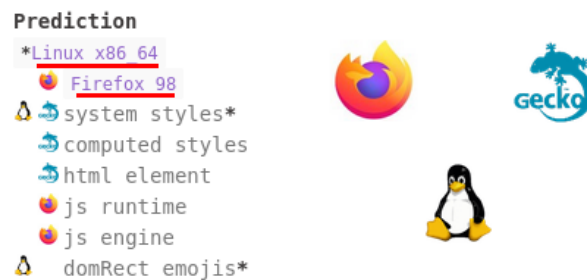 Prediction
*Linux x86_64
Firefox 98
system styles*
computed styles
html element
js runtime
js engine
domRect emojis*
Gecko